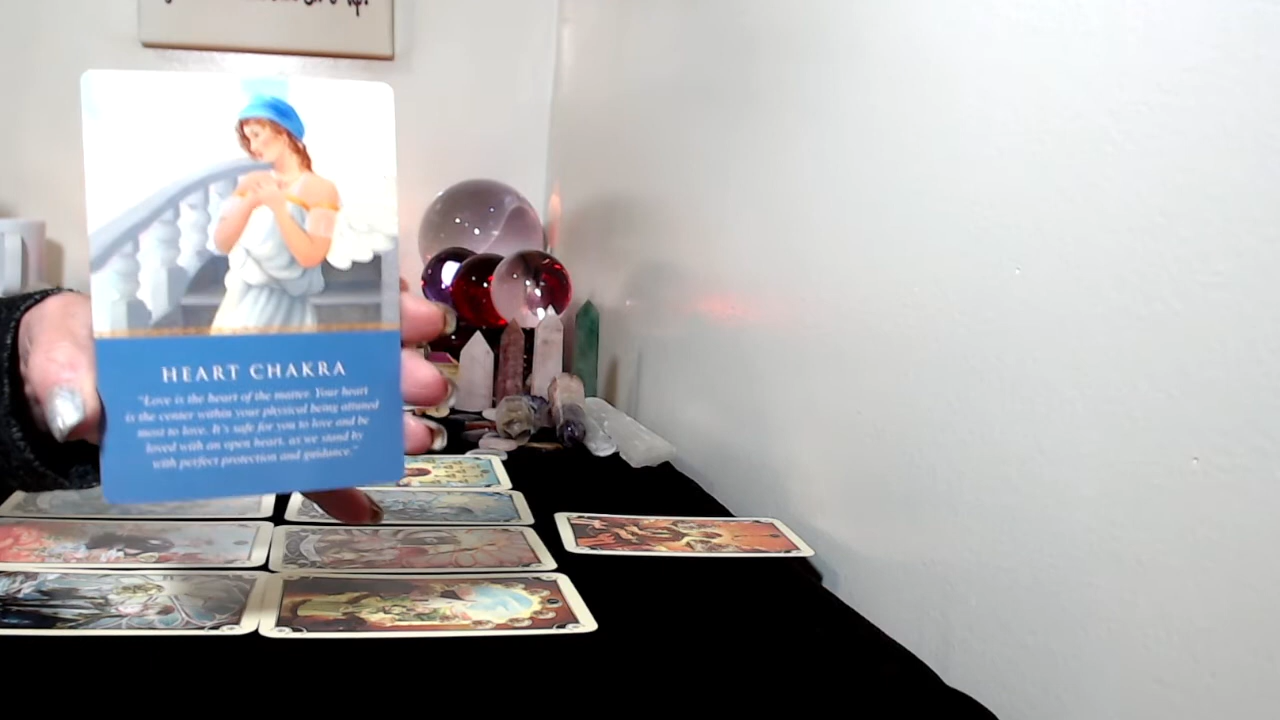 HEART CHAKRA
"Love is the heart of the matter. Your heart
is the center within your physical being attuned
most to love. It's safe for you to love and be
loved with an open heart, as we stand by
with perfect protection and guidance."